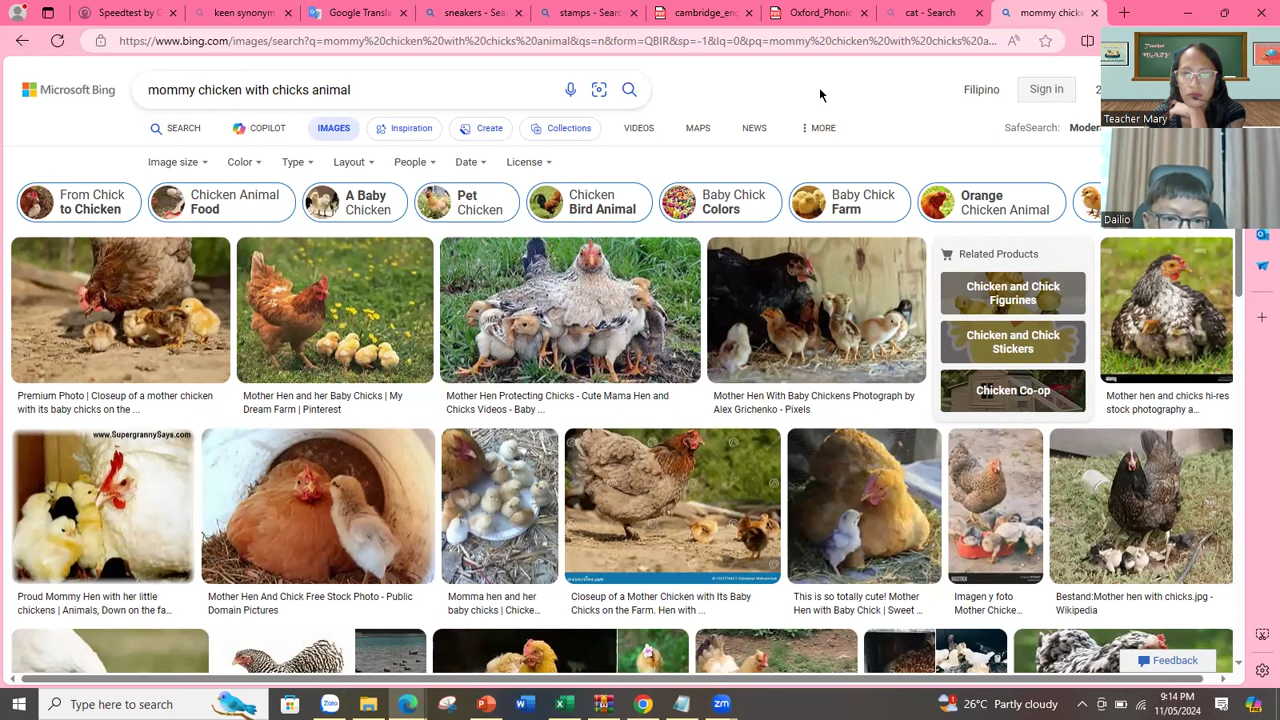 Speedtest by C
keen synonym
Google Transla
sneakers - Sea
stamps - Searc
cambridge_eng
Oxford_Phonic
cat - Search
mommy chick
https://www.bing.com/images/search?q=mommy%20chicken%20with%20chicks%20animal&qs=n&form=QBIR&sp=-1&lq=0&pq=mommy%20chicken%20with%20chicks%20a...
Microsoft Bing
mommy chicken with chicks animal
Filipino
Sign in
2
Teacher Mary
SEARCH
COPILOT
IMAGES
Inspiration
Create
Collections
VIDEOS
MAPS
NEWS
MORE
SafeSearch: Moder
Image size
Color
Type
Layout
People
Date
License
From Chick
to Chicken
Chicken Animal
Food
A Baby
Chicken
Pet
Chicken
Chicken
Bird Animal
Baby Chick
Colors
Baby Chick
Farm
Orange
Chicken Animal
Dailio
Related Products
Chicken and Chick
Figurines
Chicken and Chick
Stickers
Chicken Co-op
Premium Photo | Closeup of a mother chicken
with its baby chicks on the ...
Mother Hen and her Baby Chicks | My
Dream Farm | Pinterest
Mother Hen Protecting Chicks - Cute Mama Hen and
Chicks Videos - Baby ...
Mother Hen With Baby Chickens Photograph by
Alex Grichenko - Pixels
Mother hen and chicks hi-res
stock photography a...
www.SupergrannySays.com
Proud Mommy Hen with her little
chickens | Animals, Down on the fa...
Mother Hen And Chick Free Stock Photo - Public
Domain Pictures
Momma hen and her
baby chicks | Chicke...
Closeup of a Mother Chicken with Its Baby
Chicks on the Farm. Hen with ...
This is so totally cute! Mother
Hen with Baby Chick | Sweet ...
Imagen y foto
Mother Chicke...
Bestand:Mother hen with chicks.jpg -
Wikipedia
Feedback
Type here to search
Zalo
zm
26°C Partly cloudy
9:14 PM
11/05/2024